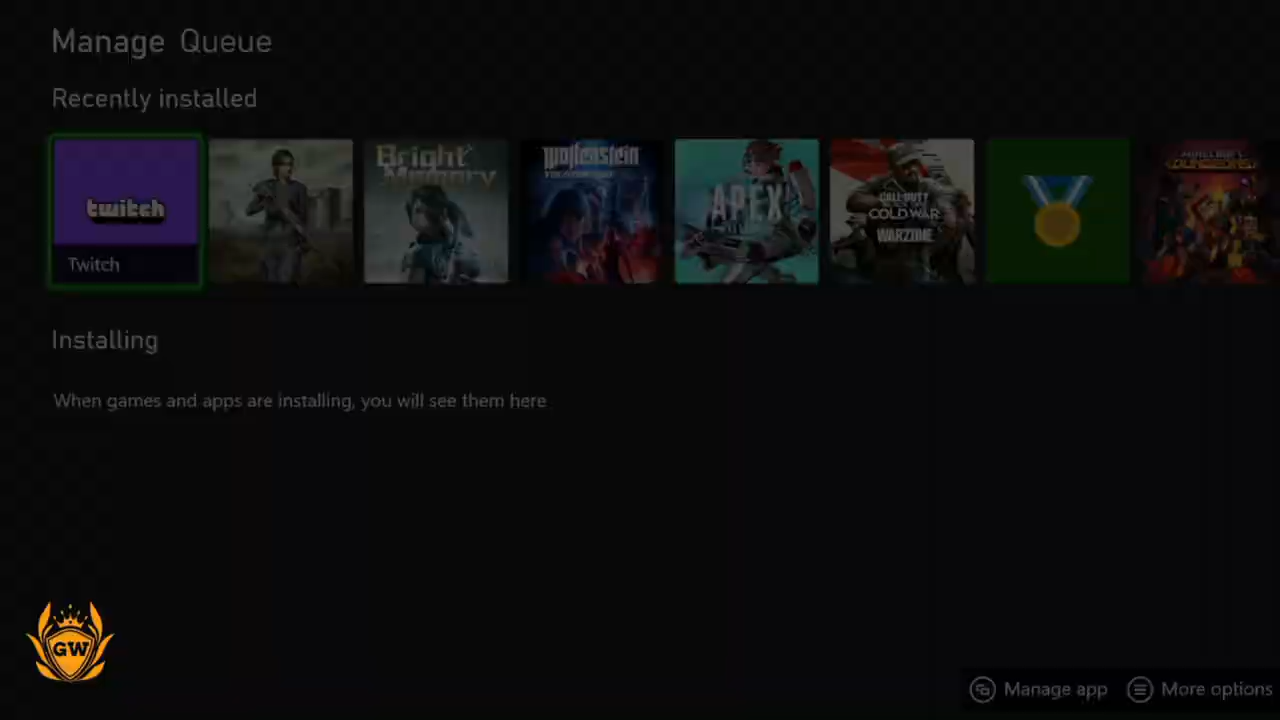 Manage Queue
Recently installed
twitch
Twitch
Bright
Memory
Wolfenstein
APEX
CALL OF DUTY
COLD WAR
WARZONE
MINECRAFT
DUNGEONS
Installing
When games and apps are installing, you will see them here
GW
Manage app
More options